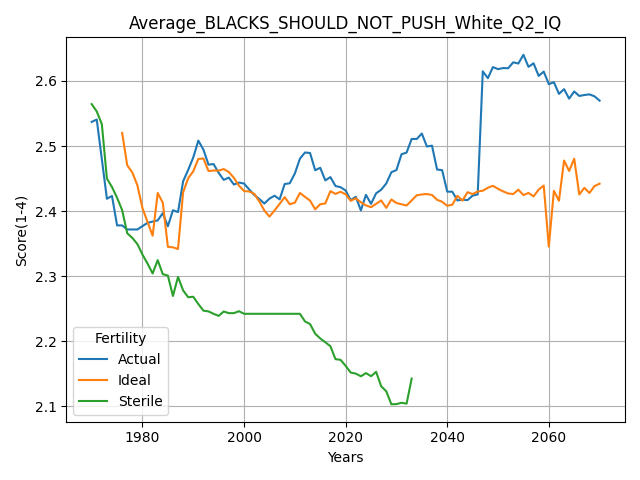 Average_BLACKS_SHOULD_NOT_PUSH_White_Q2_IQ
Score(1-4)
2.6
2.5
2.4
2.3
2.2
2.1
Fertility
Actual
Ideal
Sterile
1980 2000 2020 2040 2060
Years